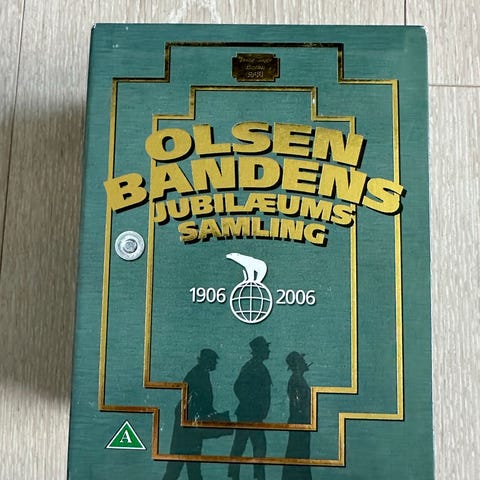 OLSEN
BANDENS
JUBILÆUMS
SAMLING
1906 2006
A